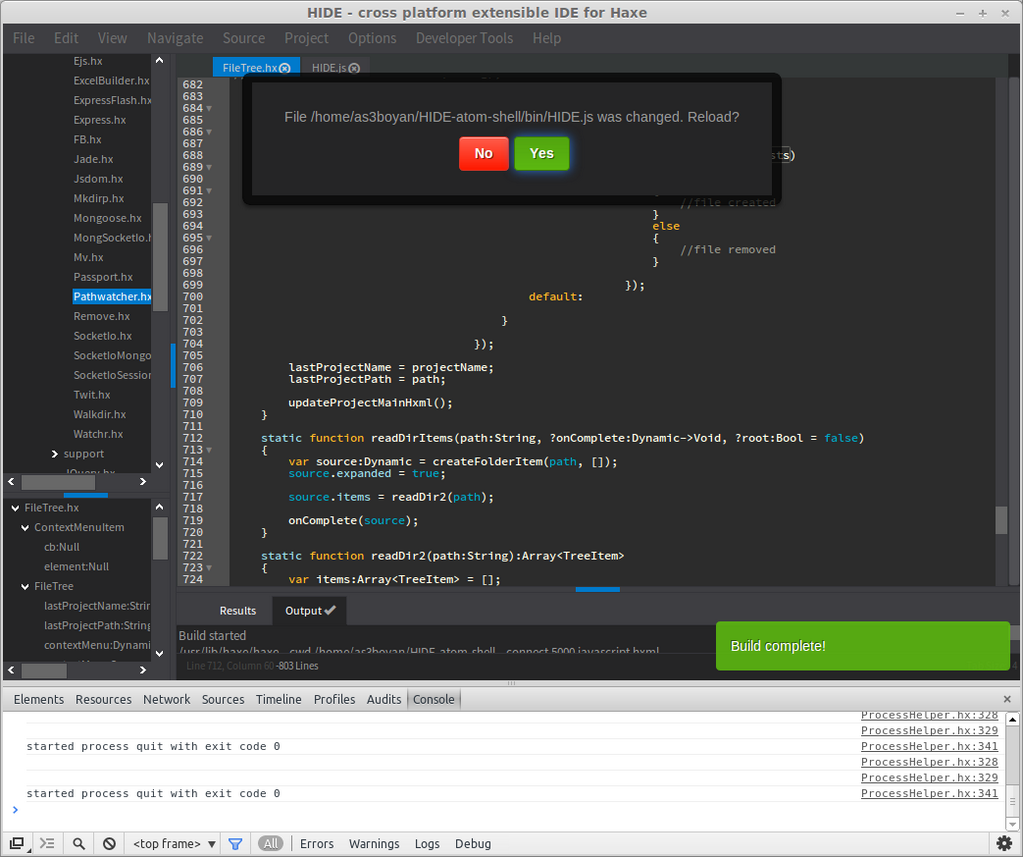 HIDE - cross platform extensible IDE for Haxe
File Edit View Navigate Source Project Options Developer Tools Help
Ejs.hx
ExcelBuilder.hx
ExpressFlash.hx
Express.hx
FB.hx
Jade.hx
Jsdom.hx
Mkdirp.hx
Mongoose.hx
MongSocketIo.h
Mv.hx
Passport.hx
Pathwatcher.hx
Remove.hx
SocketIo.hx
SocketIoMongo
SocketIoSession
Twit.hx
Walkdir.hx
Watchr.hx
support
JQuery.hx
FileTree.hx
ContextMenuItem
cb:Null
element:Null
FileTree
lastProjectName:Strin
lastProjectPath:String
contextMenu:Dynami
FileTree.hx HIDE.js
File /home/as3boyan/HIDE-atom-shell/bin/HIDE.js was changed. Reload?
No Yes
682
683
684
685
686
687
688 sts)
689
690
691
692 //file created
693 }
694 else
695 {
696 //file removed
697 }
698
699 });
700 default:
701
702 }
703
704 });
705
706 lastProjectName = projectName;
707 lastProjectPath = path;
708
709 updateProjectMainHxml();
710 }
711
712 static function readDirItems(path:String, ?onComplete:Dynamic->Void, ?root:Bool = false)
713 {
714 var source:Dynamic = createFolderItem(path, []);
715 source.expanded = true;
716
717 source.items = readDir2(path);
718
719 onComplete(source);
720 }
721
722 static function readDir2(path:String):Array<TreeItem>
723 {
724 var items:Array<TreeItem> = [];
Results Output
Build started
/usr/lib/haxe/haxe --cwd /home/as3boyan/HIDE-atom-shell --connect 5000 javascript.hxml
Line 712, Column 60 -803 Lines
Build complete!
Elements Resources Network Sources Timeline Profiles Audits Console
ProcessHelper.hx:328
ProcessHelper.hx:329
started process quit with exit code 0 ProcessHelper.hx:341
ProcessHelper.hx:328
ProcessHelper.hx:329
started process quit with exit code 0 ProcessHelper.hx:341
<top frame> All Errors Warnings Logs Debug